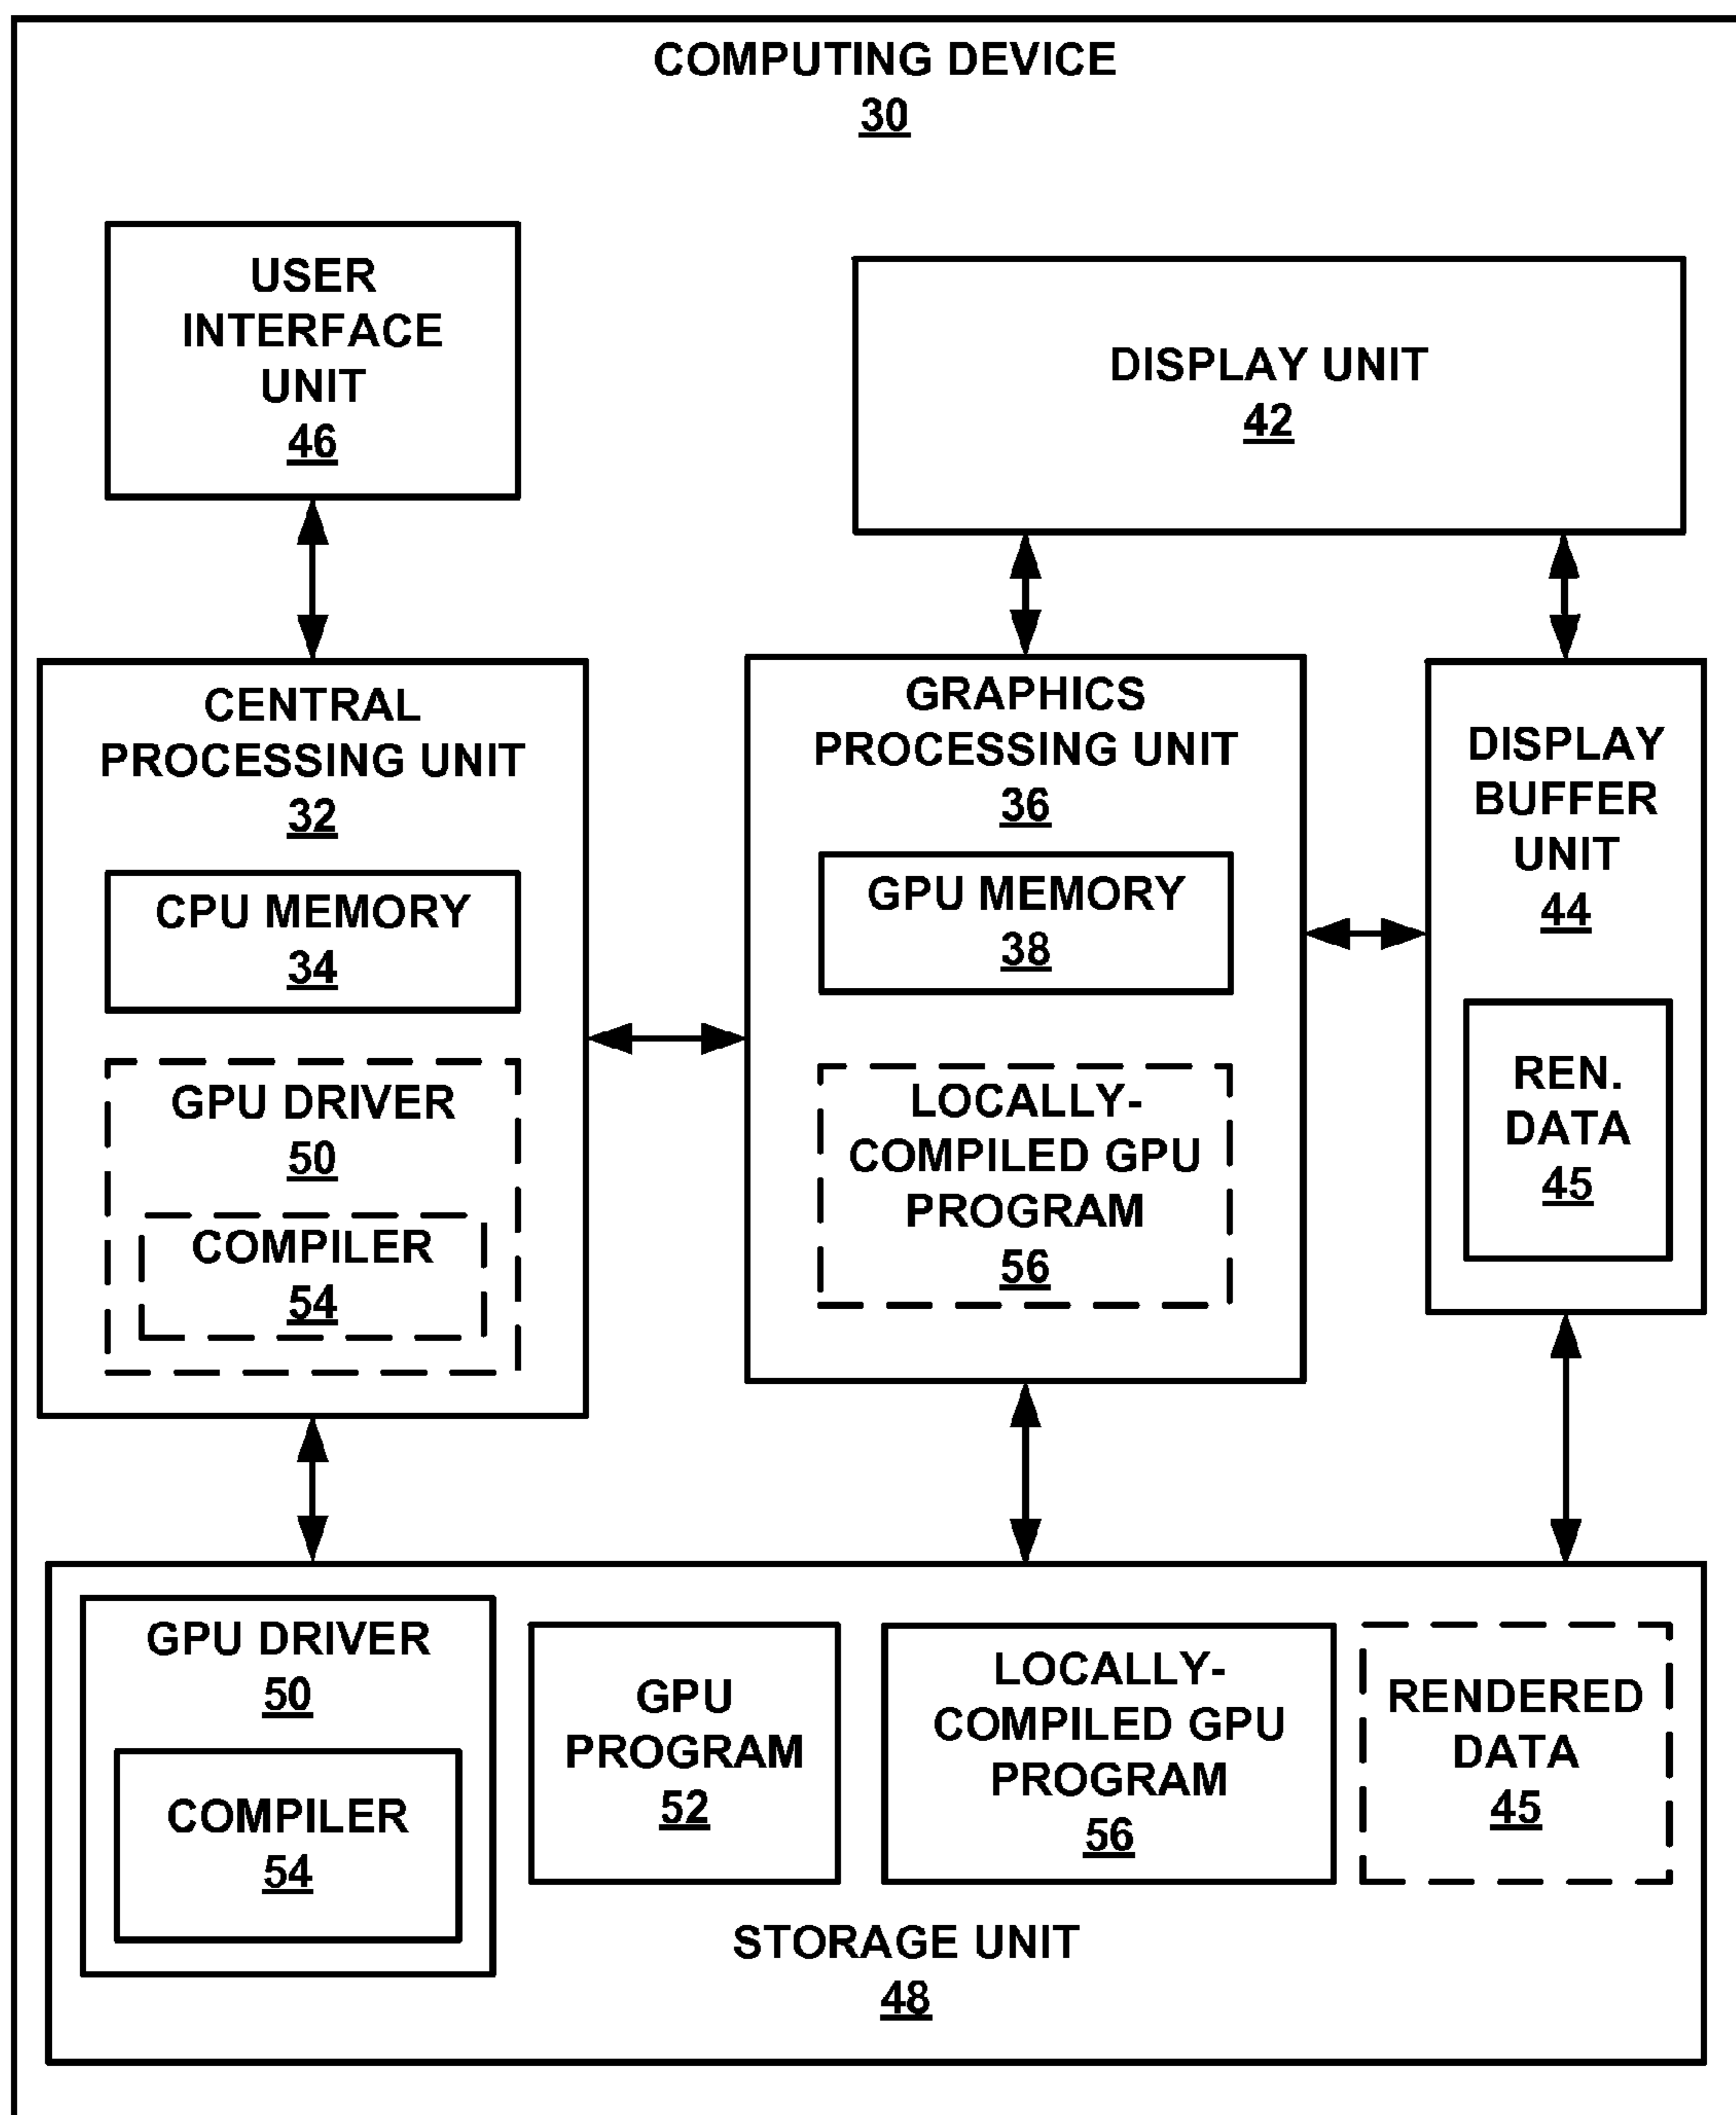 COMPUTING DEVICE
30
USER
INTERFACE
UNIT
46
DISPLAY UNIT
42
CENTRAL
PROCESSING UNIT
32
CPU MEMORY
34
GPU DRIVER
50
COMPILER
54
GRAPHICS
PROCESSING UNIT
36
GPU MEMORY
38
LOCALLY-
COMPILED GPU
PROGRAM
56
DISPLAY
BUFFER
UNIT
44
REN.
DATA
45
GPU DRIVER
50
COMPILER
54
GPU
PROGRAM
52
LOCALLY-
COMPILED GPU
PROGRAM
56
RENDERED
DATA
45
STORAGE UNIT
48